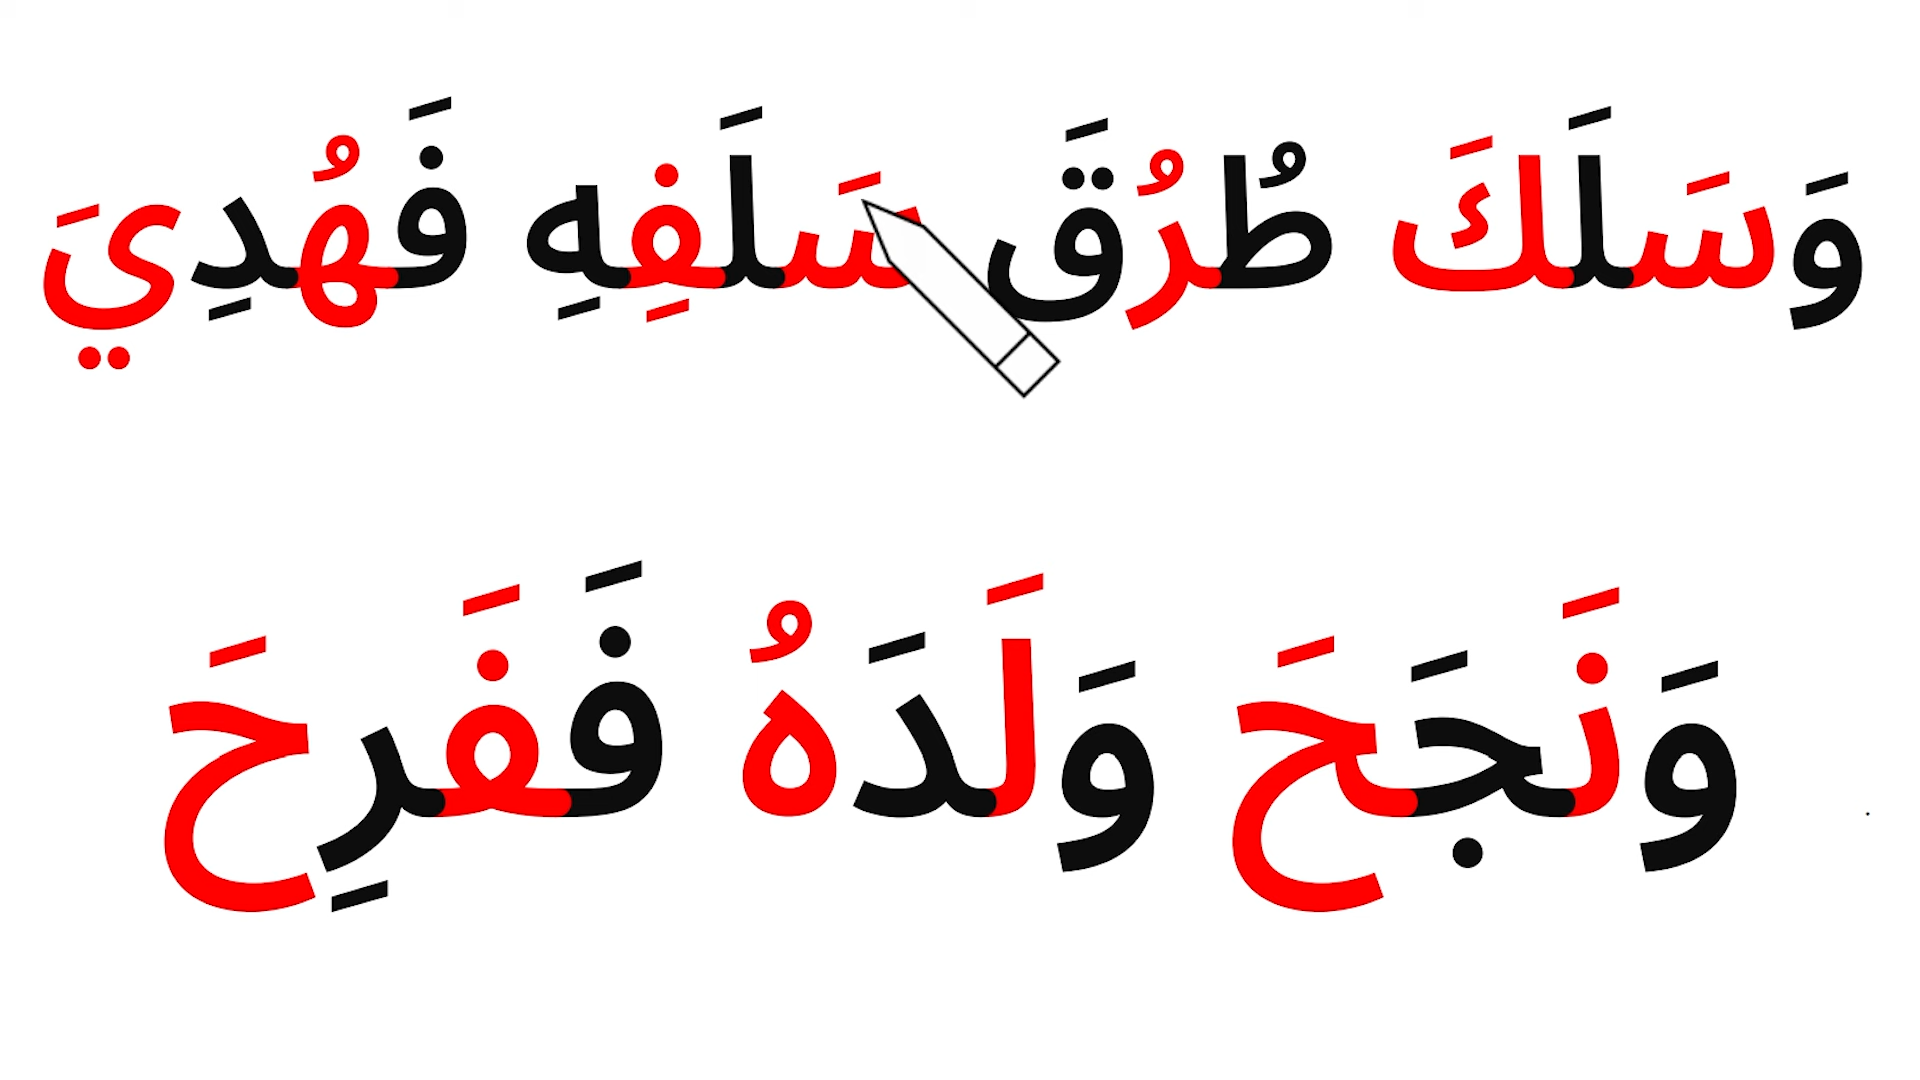 وَسَلَكَ طُرُقَ سَلَفِهِ فَهُدِيَ
وَنَجَحَ وَلَدَهُ فَفَرِحَ